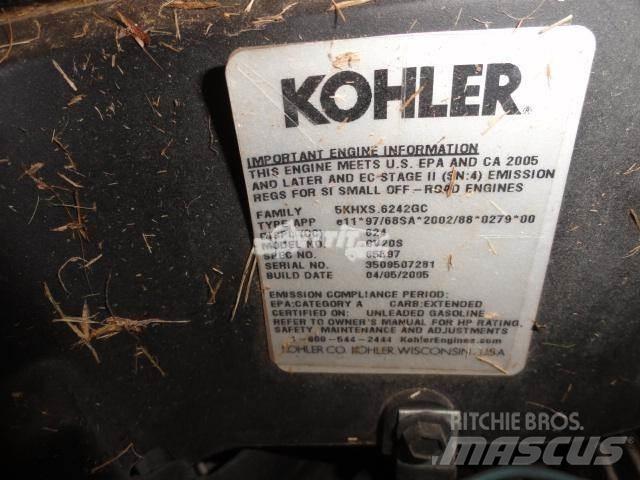 KOHLER
IMPORTANT ENGINE INFORMATION
THIS ENGINE MEETS U.S. EPA AND CA 2005
AND LATER AND EC STAGE II (SN:4) EMISSION
REGS FOR SI SMALL OFF-ROAD ENGINES
FAMILY 5KHXS.6242GC
TYPE APP e11*97/68SA*2002/88*0279*00
DISPL. (CC) 624
MODEL NO. CV20S
SPEC NO. 65597
SERIAL NO. 3509507281
BUILD DATE 04/05/2005
EMISSION COMPLIANCE PERIOD:
EPA:CATEGORY A CARB:EXTENDED
CERTIFIED ON: UNLEADED GASOLINE
REFER TO OWNER'S MANUAL FOR HP RATING,
SAFETY, MAINTENANCE AND ADJUSTMENTS
1-800-544-2444 KohlerEngines.com
KOHLER CO. KOHLER WISCONSIN USA
RITCHIE BROS.
MASCUS